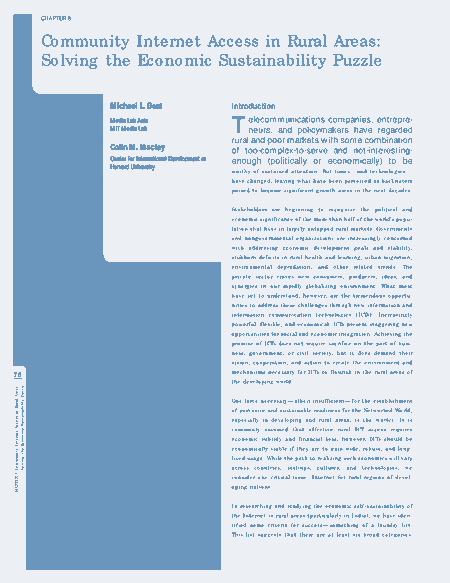 CHAPTER 8
Community Internet Access in Rural Areas:
Solving the Economic Sustainability Puzzle
Michael L. Best
Media Lab Asia
MIT Media Lab
Colin M. Maclay
Center for International Development at
Harvard University
Introduction
Telecommunications companies, entrepre-
neurs, and policymakers have regarded
rural and poor markets with some combination
of too-complex-to-serve and not-interesting-
enough (politically or economically) to be
worthy of sustained attention. But times and technologies
have changed, leaving what have been perceived as backwaters
poised to become significant growth areas in the next decades.
Stakeholders are beginning to recognize the political and
economic significance of the more than half of the world's popu-
lation that
in largely untapped rural markets. Governments
and nongovernmental organizations are increasingly concerned
with addressing economic development goals and viability,
stubborn deficits in rural health and learning, urban migration,
environmental degradation, and other related trends. The
private sector craves new consumers, producers, ideas, and
synergies in our rapidly globalizing environment. What most
have yet to understand, however, are the tremendous opportu-
nities to address these challenges through new information and
information communication technologies (ICTs). Increasingly
powerful, flexible, and economical, ICTs present staggering new
opportunities for social and economic integration. Achieving the
promise of ICTs does not require sacrifice on the part of busi-
ness, government, or civil society, but it does demand their
vision, cooperation, and action to create the environment and
mechanisms necessary for ICTs to flourish in the rural areas of
the developing world.
necessary—albeit insufficient—for the establishment
of pervasive and sustainable readiness for the Networked World,
especially in developing and rural areas, is the
It is
commonly assumed that effective rural ICT access requires
economic subsidy and financial loss, however, ICTs should be
economically viable if they are to gain wide, robust, and long-
lived usage. While the path to realizing such economies will vary
across countries, settings, cultures, and technologies, we
consider one critical issue: Internet for rural regions of devel-
oping nations.
In researching and studying the economic self-sustainability of
the Internet in rural areas (particularly in India), we have iden-
tified some criteria for success—something of a laundry list.
This list suggests that there are at least six broad categories
76